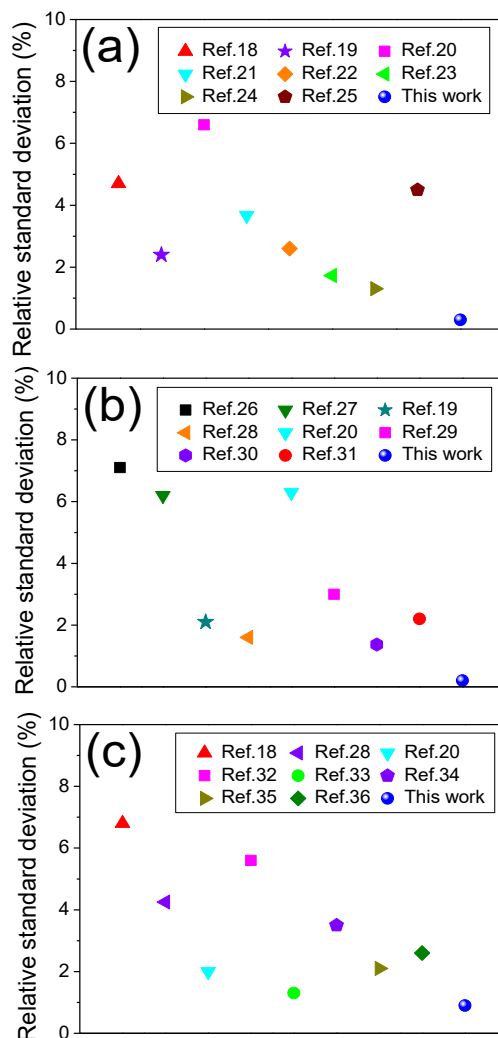 (a)
Ref.18 Ref.19 Ref.20
Ref.21 Ref.22 Ref.23
Ref.24 Ref.25 This work
Relative standard deviation (%)
10
8
6
4
2
0
(b)
Ref.26 Ref.27 Ref.19
Ref.28 Ref.20 Ref.29
Ref.30 Ref.31 This work
Relative standard deviation (%)
10
8
6
4
2
0
(c)
Ref.18 Ref.28 Ref.20
Ref.32 Ref.33 Ref.34
Ref.35 Ref.36 This work
Relative standard deviation (%)
10
8
6
4
2
0